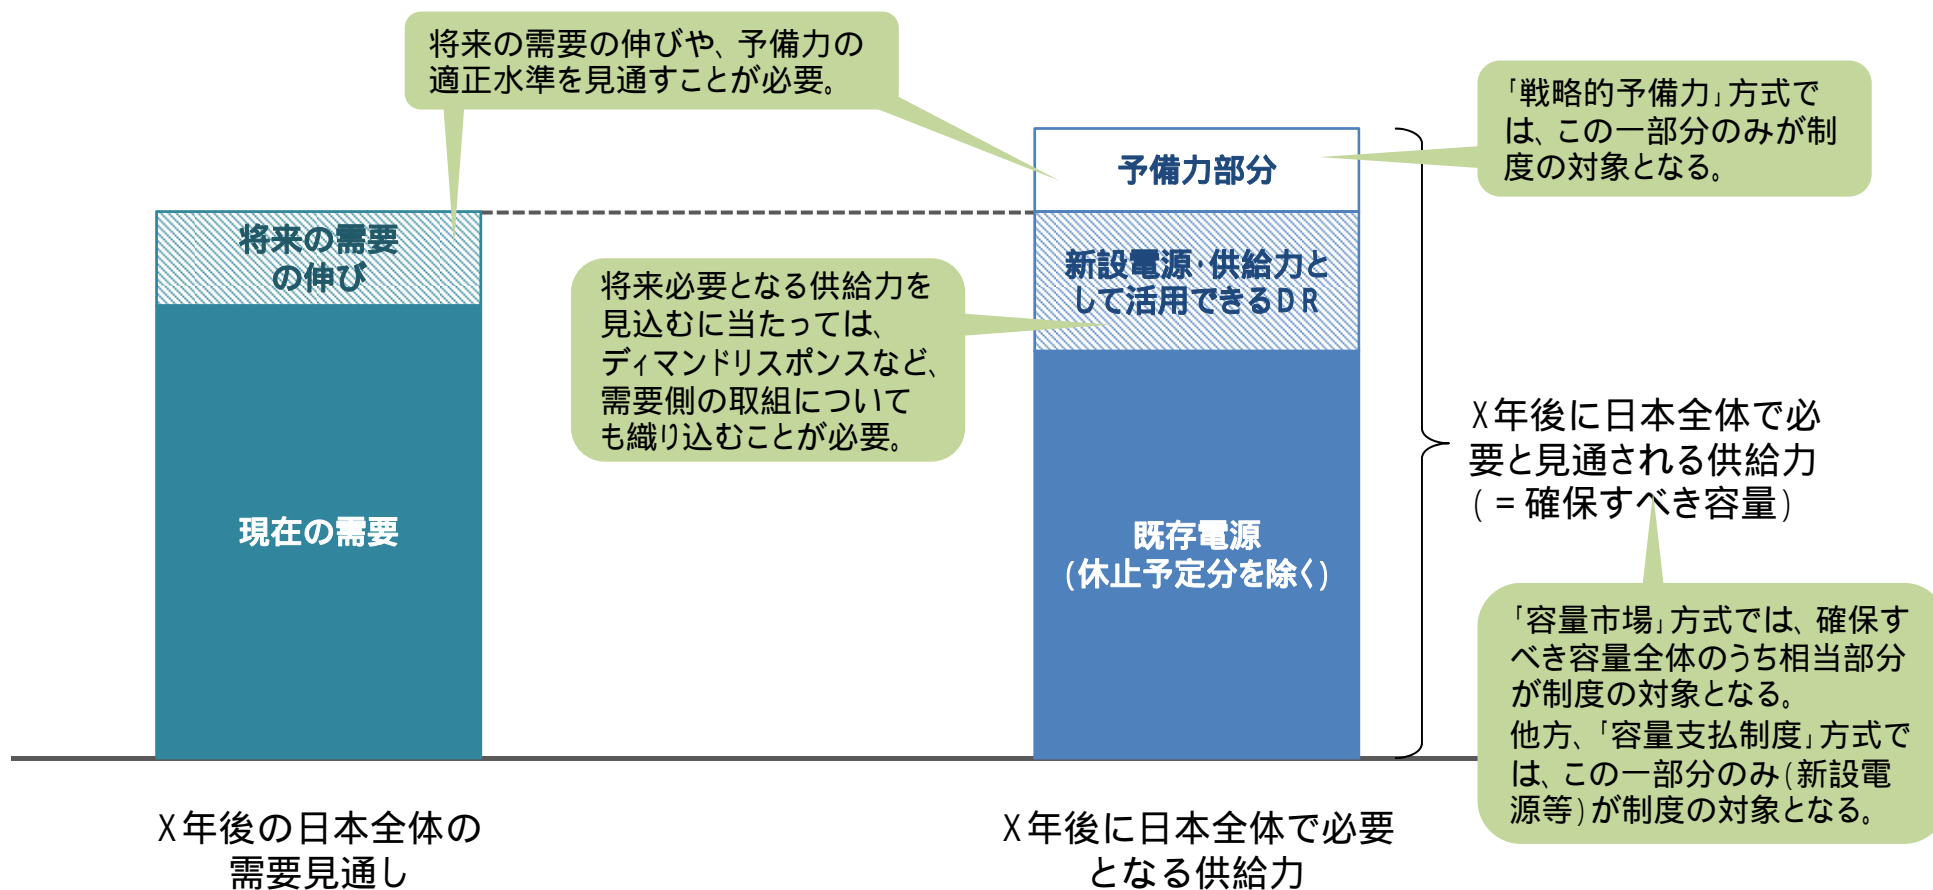 将来の需要の伸びや、予備力の
適正水準を見通すことが必要。
「戦略的予備力」方式で
は、この一部分のみが制
度の対象となる。
予備力部分
将来の需要
の伸び
新設電源・供給力と
して活用できるDR
将来必要となる供給力を
見込むに当たっては、
ディマンドリスポンスなど、
需要側の取組について
も織り込むことが必要。
X年後に日本全体で必
要と見通される供給力
(=確保すべき容量)
現在の需要
既存電源
(休止予定分を除く)
「容量市場」方式では、確保す
べき容量全体のうち相当部分
が制度の対象となる。
他方、「容量支払制度」方式で
は、この一部分のみ(新設電
源等)が制度の対象となる。
X年後の日本全体の
需要見通し
X年後に日本全体で必要
となる供給力